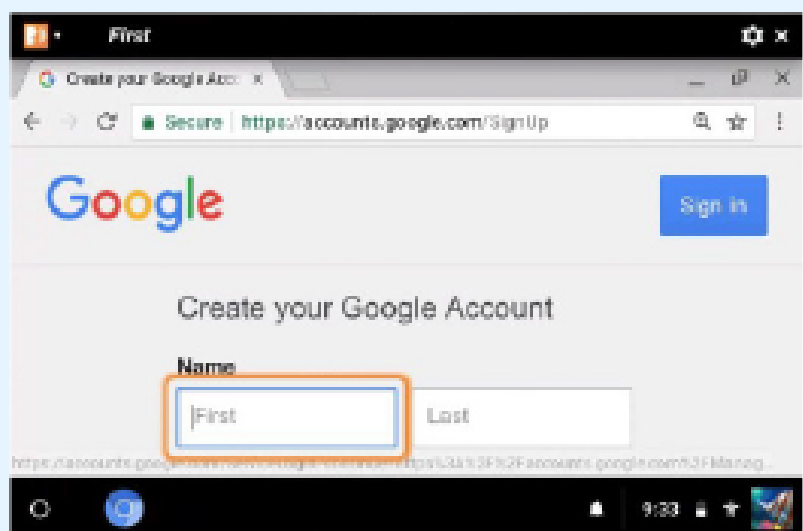 First
Create your Google Acc
Secure https://accounts.google.com/SignUp
Google
Sign in
Create your Google Account
Name
First Last
9:33